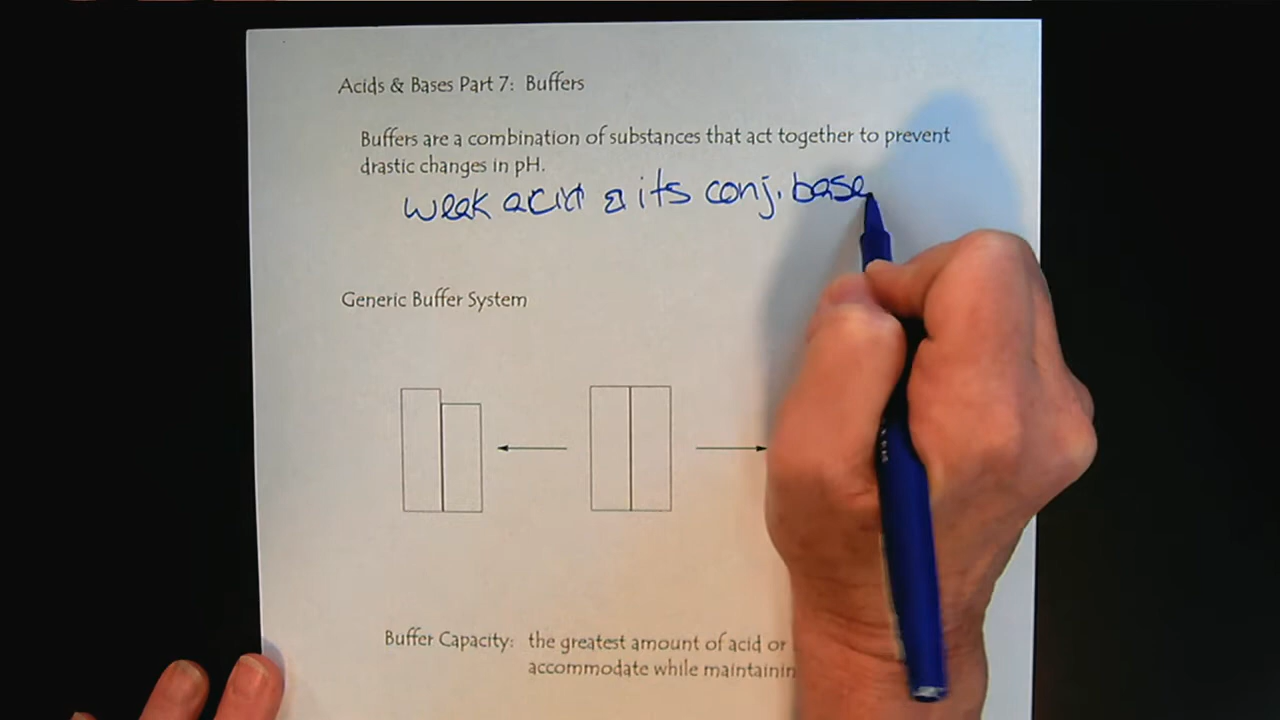 Acids & Bases Part 7: Buffers
Buffers are a combination of substances that act together to prevent
drastic changes in pH.
weak acid & its conj. base
Generic Buffer System
Buffer Capacity: the greatest amount of acid or
accommodate while